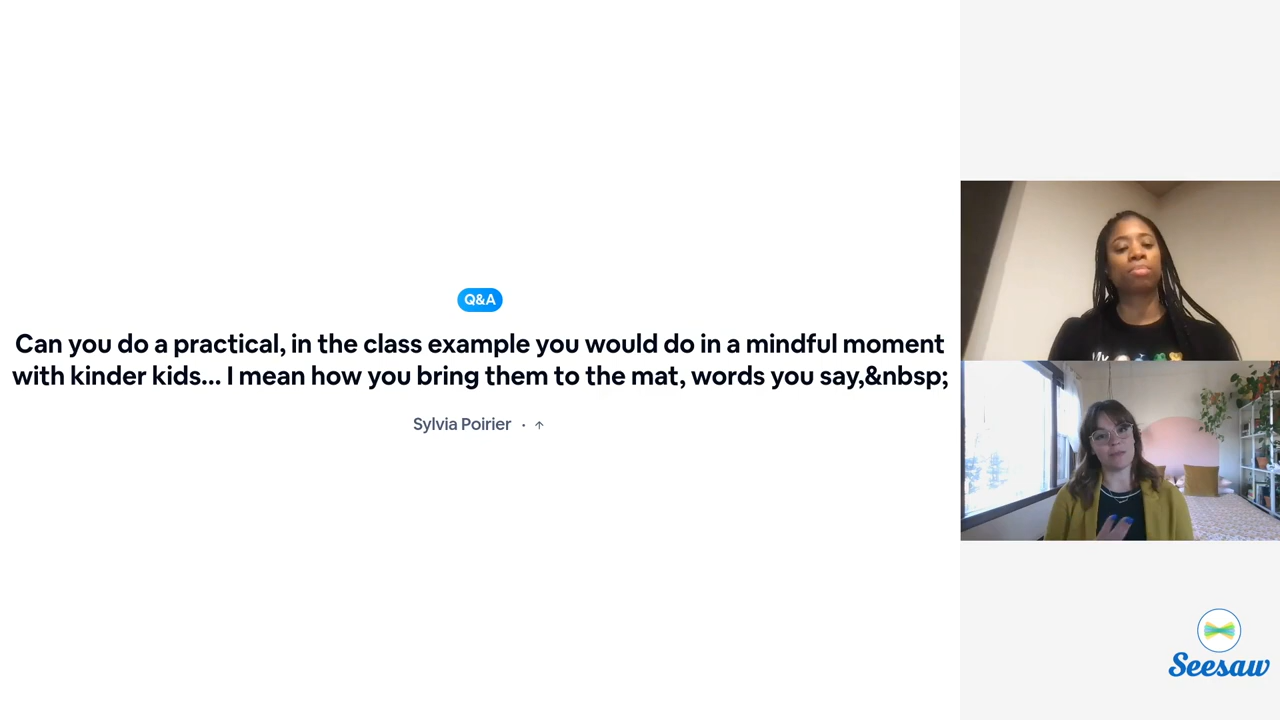 Q&A
Can you do a practical, in the class example you would do in a mindful moment
with kinder kids... I mean how you bring them to the mat, words you say,&nbsp;
Sylvia Poirier · ↑
My
Seesaw